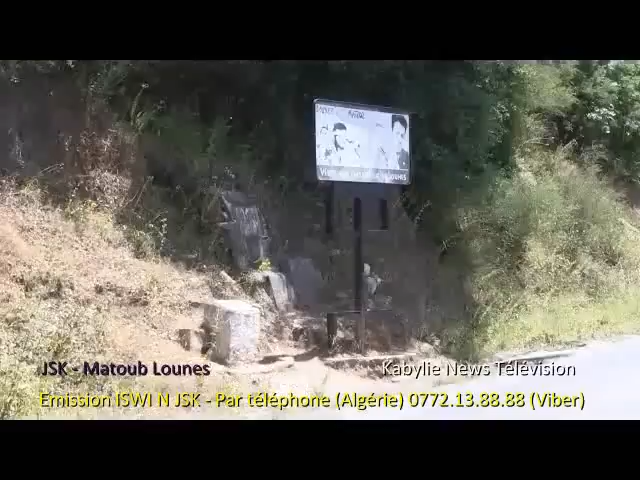 JSK - Matoub Lounes
Kabylie News Télévision
Emission ISWI N JSK - Par téléphone (Algérie) 0772.13.88.88 (Viber)